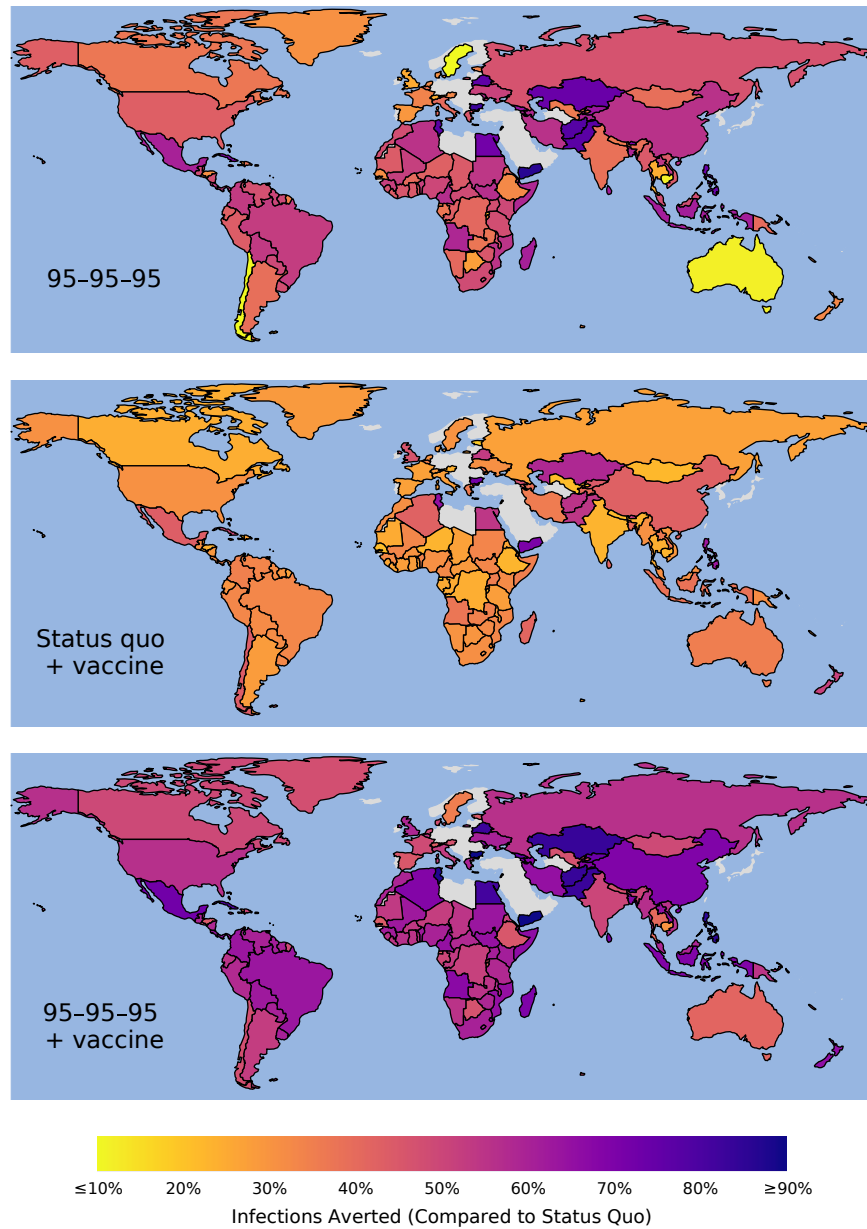 95–95–95
Status quo
+ vaccine
95–95–95
+ vaccine
≤10% 20% 30% 40% 50% 60% 70% 80% ≥90%
Infections Averted (Compared to Status Quo)